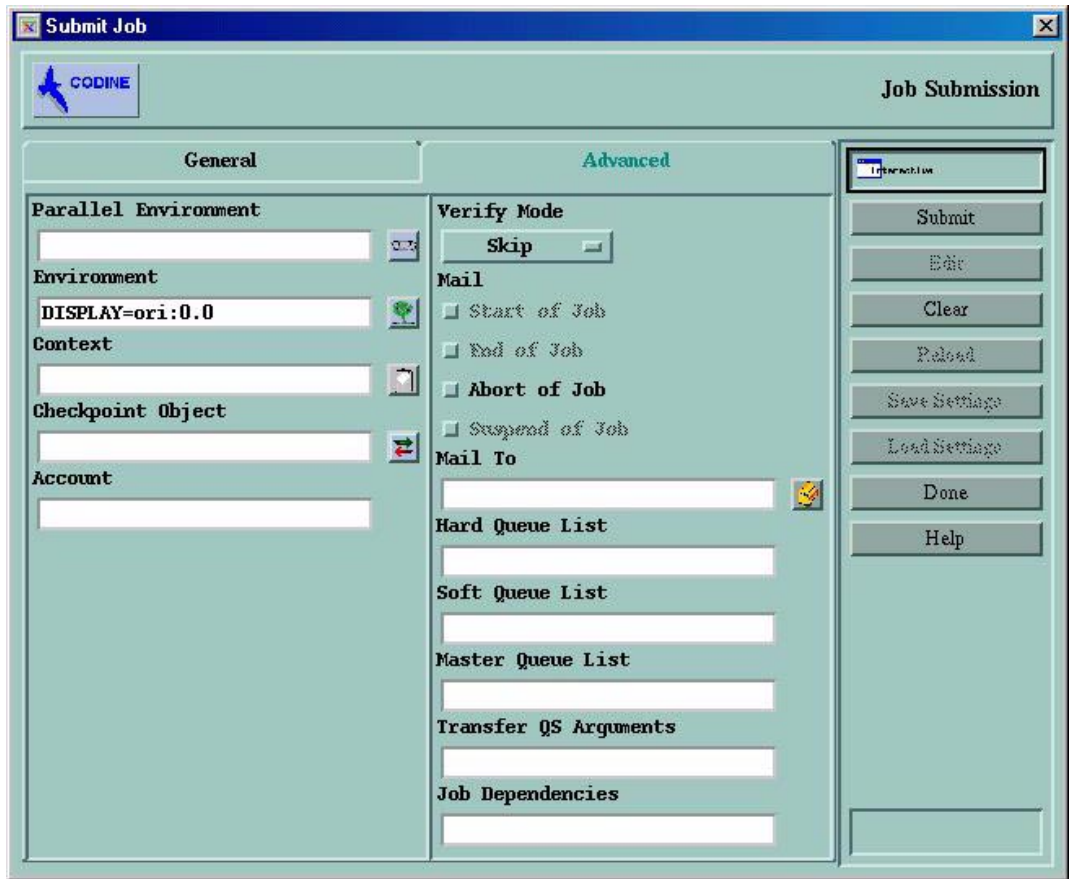 Submit Job
CODINE
Job Submission
General
Advanced
Interactive
Parallel Environment
Environment
DISPLAY=ori:0.0
Context
Checkpoint Object
Account
Verify Mode
Skip
Mail
Start of Job
End of Job
Abort of Job
Suspend of Job
Mail To
Hard Queue List
Soft Queue List
Master Queue List
Transfer QS Arguments
Job Dependencies
Submit
Edit
Clear
Reload
Save Settings
Load Settings
Done
Help